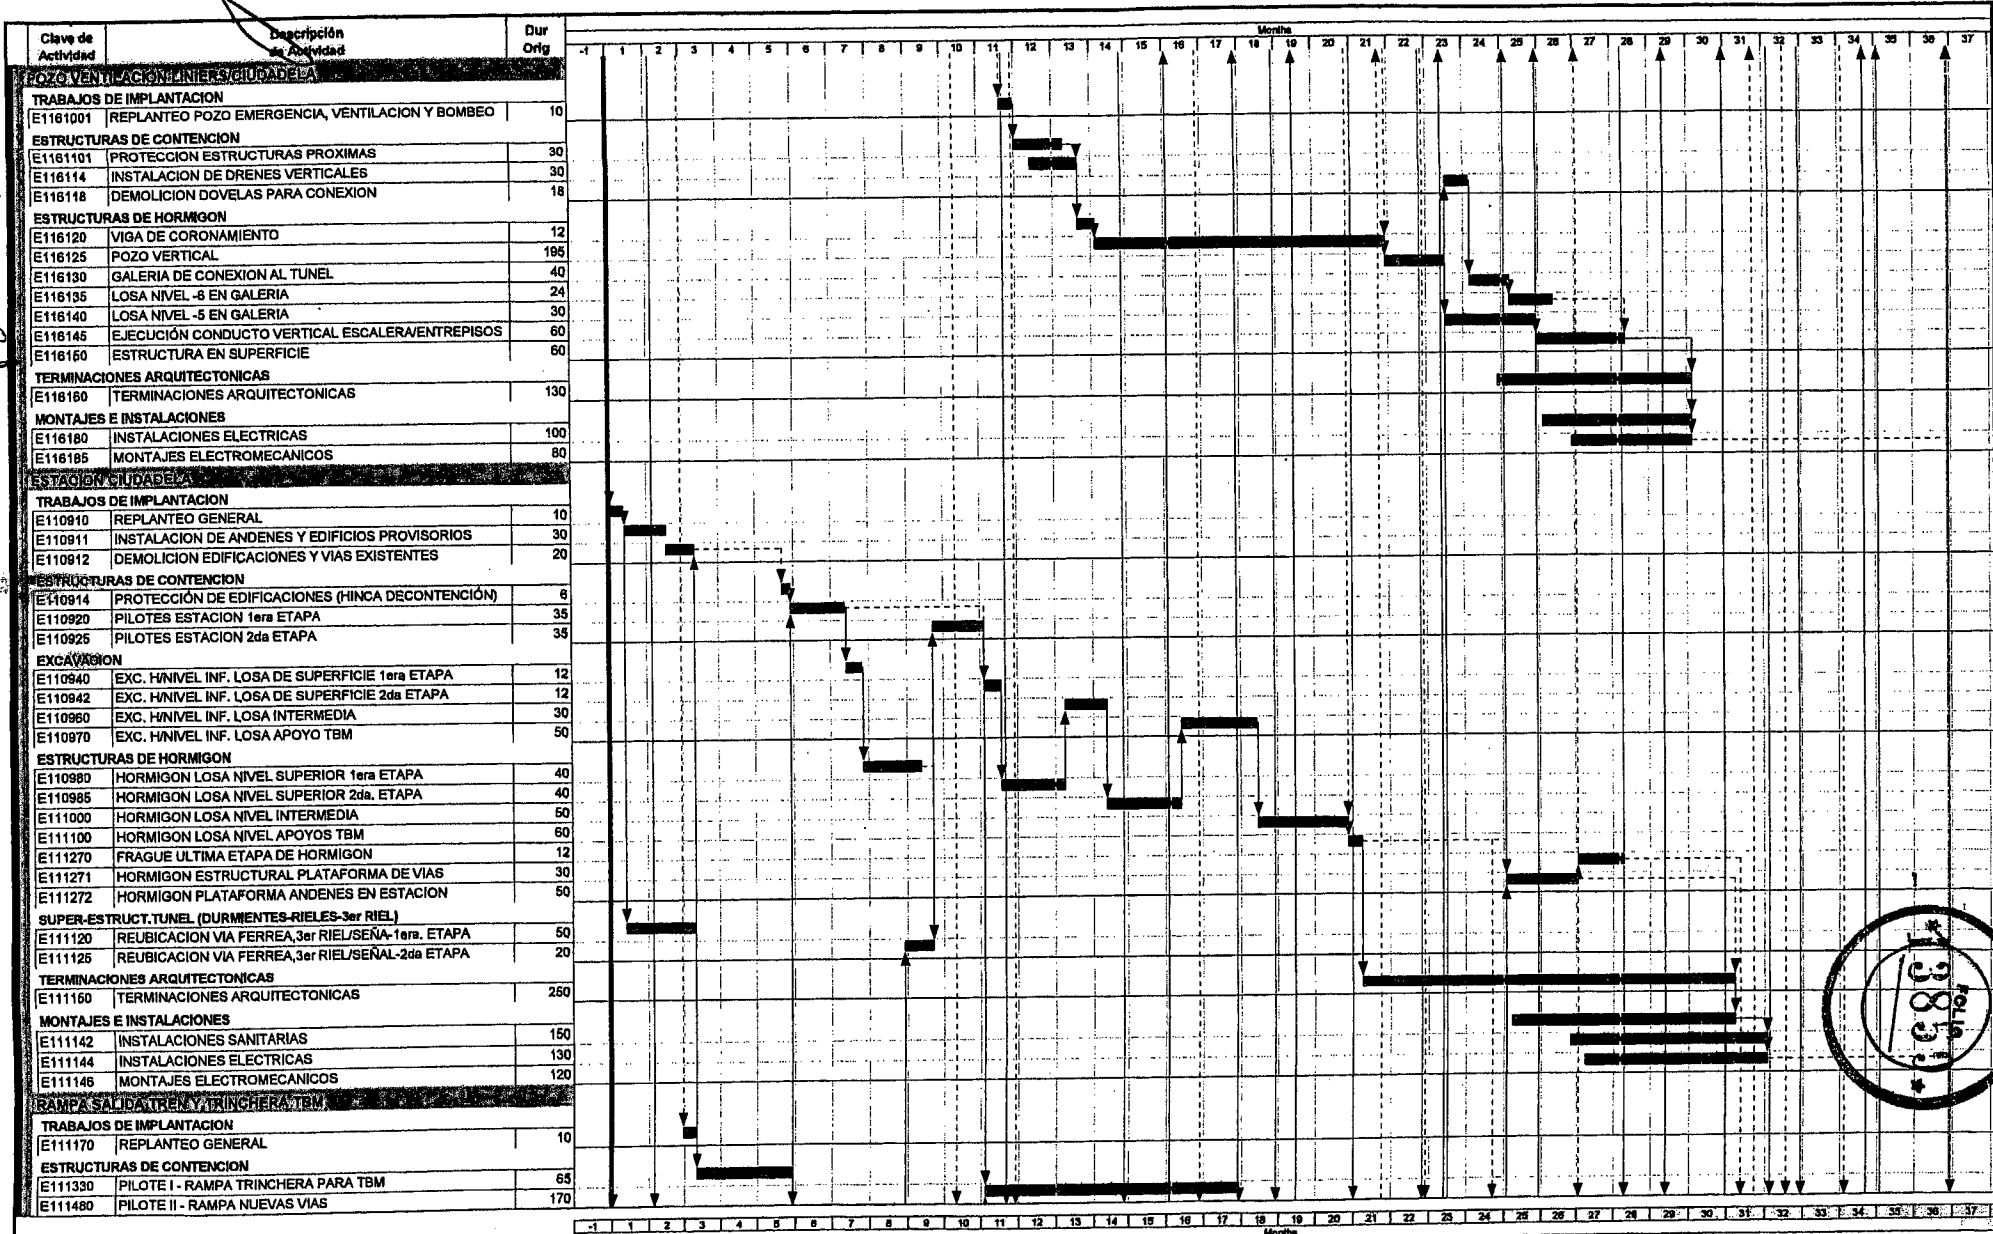 Clave de Actividad Descripción de Actividad Dur Orig
Months
-1 1 2 3 4 5 6 7 8 9 10 11 12 13 14 15 16 17 18 19 20 21 22 23 24 25 26 27 28 29 30 31 32 33 34 35 36 37
POZO VENTILACION LINIERS/CIUDADELA
TRABAJOS DE IMPLANTACION
E1161001 REPLANTEO POZO EMERGENCIA, VENTILACION Y BOMBEO 10
ESTRUCTURAS DE CONTENCION
E1161101 PROTECCION ESTRUCTURAS PROXIMAS 30
E116114 INSTALACION DE DRENES VERTICALES 30
E116118 DEMOLICION DOVELAS PARA CONEXION 18
ESTRUCTURAS DE HORMIGON
E116120 VIGA DE CORONAMIENTO 12
E116125 POZO VERTICAL 195
E116130 GALERIA DE CONEXION AL TUNEL 40
E116135 LOSA NIVEL -6 EN GALERIA 24
E116140 LOSA NIVEL -5 EN GALERIA 30
E116145 EJECUCIÓN CONDUCTO VERTICAL ESCALERA/ENTREPISOS 60
E116150 ESTRUCTURA EN SUPERFICIE 60
TERMINACIONES ARQUITECTONICAS
E116160 TERMINACIONES ARQUITECTONICAS 130
MONTAJES E INSTALACIONES
E116180 INSTALACIONES ELECTRICAS 100
E116185 MONTAJES ELECTROMECANICOS 80
ESTACION CIUDADELA
TRABAJOS DE IMPLANTACION
E110910 REPLANTEO GENERAL 10
E110911 INSTALACION DE ANDENES Y EDIFICIOS PROVISORIOS 30
E110912 DEMOLICION EDIFICACIONES Y VIAS EXISTENTES 20
ESTRUCTURAS DE CONTENCION
E110914 PROTECCIÓN DE EDIFICACIONES (HINCA DECONTENCIÓN) 6
E110920 PILOTES ESTACION 1era ETAPA 35
E110925 PILOTES ESTACION 2da ETAPA 35
EXCAVACION
E110940 EXC. H/NIVEL INF. LOSA DE SUPERFICIE 1era ETAPA 12
E110942 EXC. H/NIVEL INF. LOSA DE SUPERFICIE 2da ETAPA 12
E110960 EXC. H/NIVEL INF. LOSA INTERMEDIA 30
E110970 EXC. H/NIVEL INF. LOSA APOYO TBM 50
ESTRUCTURAS DE HORMIGON
E110980 HORMIGON LOSA NIVEL SUPERIOR 1era ETAPA 40
E110985 HORMIGON LOSA NIVEL SUPERIOR 2da. ETAPA 40
E111000 HORMIGON LOSA NIVEL INTERMEDIA 50
E111100 HORMIGON LOSA NIVEL APOYOS TBM 60
E111270 FRAGUE ULTIMA ETAPA DE HORMIGON 12
E111271 HORMIGON ESTRUCTURAL PLATAFORMA DE VIAS 30
E111272 HORMIGON PLATAFORMA ANDENES EN ESTACION 50
SUPER-ESTRUCT.TUNEL (DURMIENTES-RIELES-3er RIEL)
E111120 REUBICACION VIA FERREA,3er RIEL/SEÑA-1era. ETAPA 50
E111125 REUBICACION VIA FERREA,3er RIEL/SEÑAL-2da ETAPA 20
TERMINACIONES ARQUITECTONICAS
E111160 TERMINACIONES ARQUITECTONICAS 250
MONTAJES E INSTALACIONES
E111142 INSTALACIONES SANITARIAS 150
E111144 INSTALACIONES ELECTRICAS 130
E111146 MONTAJES ELECTROMECANICOS 120
RAMPA SALIDA TREN Y TRINCHERA TBM
TRABAJOS DE IMPLANTACION
E111170 REPLANTEO GENERAL 10
ESTRUCTURAS DE CONTENCION
E111330 PILOTE I - RAMPA TRINCHERA PARA TBM 65
E111480 PILOTE II - RAMPA NUEVAS VIAS 170
-1 1 2 3 4 5 6 7 8 9 10 11 12 13 14 15 16 17 18 19 20 21 22 23 24 25 26 27 28 29 30 31 32 33 34 35 36 37
Months
FOLIO